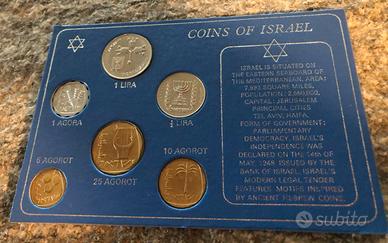 COINS OF ISRAEL
1 LIRA
1 AGORA
½ LIRA
5 AGOROT
25 AGOROT
10 AGOROT
ISRAEL IS SITUATED ON
THE EASTERN SEABOARD OF
THE MEDITERRANEAN, AREA:
7,993 SQUARE MILES,
POPULATION: 2,560,000,
CAPITAL: JERUSALEM
PRINCIPAL CITIES
TEL AVIV, HAIFA.
FORM OF GOVERNMENT:
PARLIAMENTARY
DEMOCRACY, ISRAEL'S
INDEPENDENCE WAS
DECLARED ON THE 14th OF
MAY, 1948. ISSUED BY THE
BANK OF ISRAEL, ISRAEL'S
MODERN LEGAL TENDER
FEATURES MOTIFS INSPIRED
BY ANCIENT HEBREW COINS.
subito